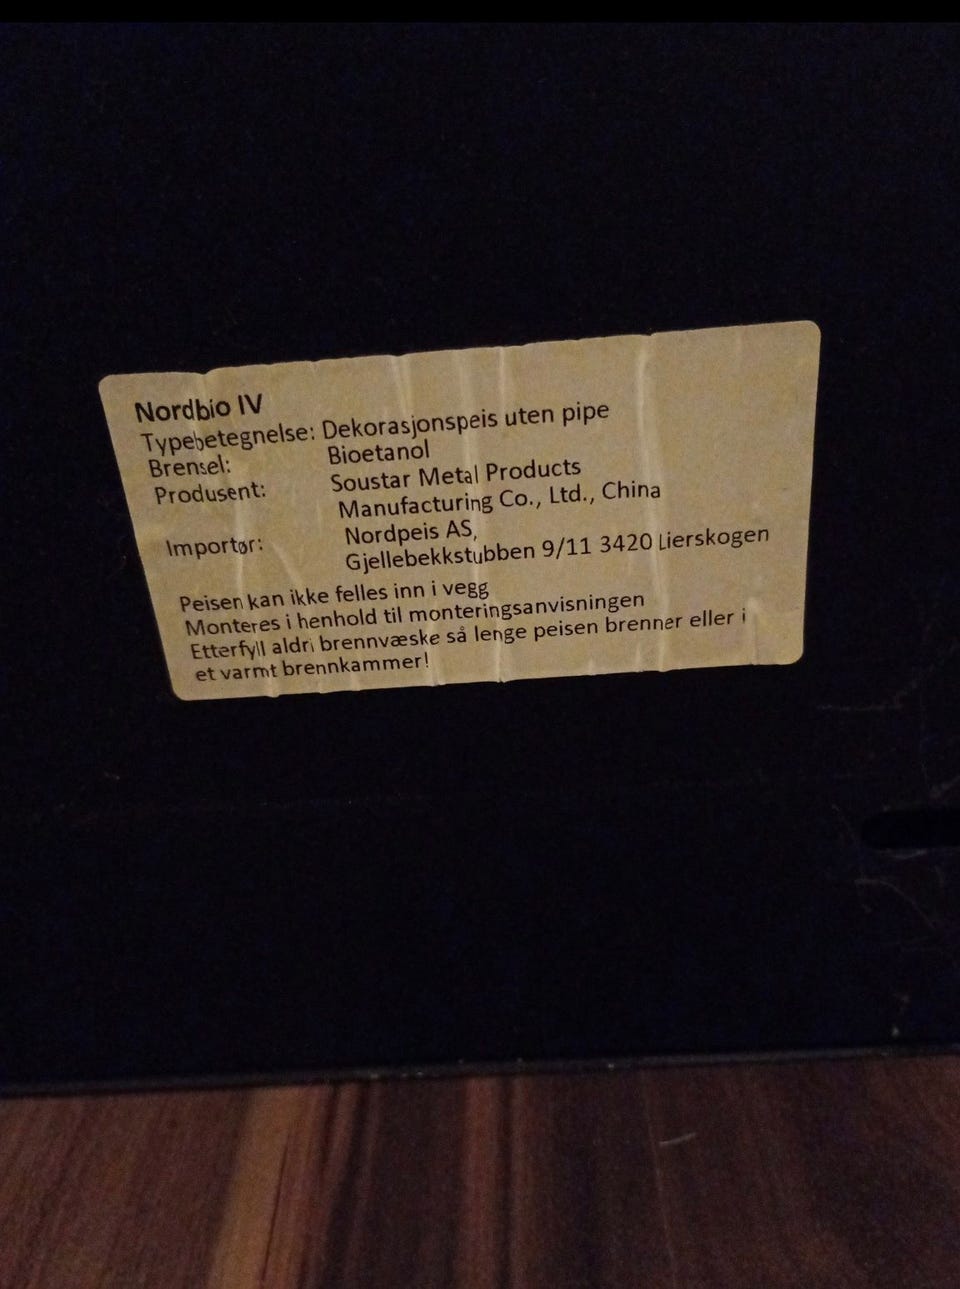 Nordbio IV
Typebetegnelse: Dekorasjonspeis uten pipe
Brensel: Bioetanol
Produsent: Soustar Metal Products
Manufacturing Co., Ltd., China
Importør: Nordpeis AS,
Gjellebekkstubben 9/11 3420 Lierskogen
Peisen kan ikke felles inn i vegg
Monteres i henhold til monteringsanvisningen
Etterfyll aldri brennvæske så lenge peisen brenner eller i
et varmt brennkammer!